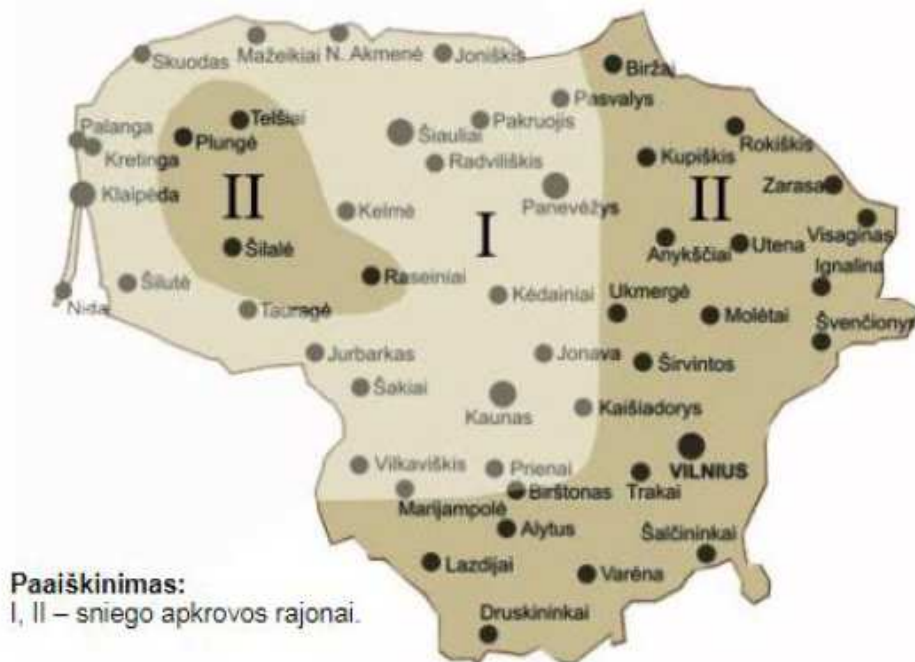 Skuodas
Mažeikiai
N. Akmenė
Joniškis
Biržai
Pasvalys
Palanga
Telšiai
Plungė
Kretinga
Šiauliai
Pakruojis
Radviliškis
Rokiškis
Kupiškis
Klaipėda
II
Kelmė
I
Panevėžys
II
Zarasai
Visaginas
Šilalė
Anykščiai
Utena
Ignalina
Šilutė
Raseiniai
Nida
Tauragė
Kėdainiai
Ukmergė
Molėtai
Švenčionys
Jurbarkas
Jonava
Širvintos
Šakiai
Kaunas
Kaišiadorys
Vilkaviškis
Prienai
VILNIUS
Marijampolė
Birštonas
Trakai
Alytus
Šalčininkai
Lazdijai
Varėna
Druskininkai
Paaiškinimas:
I, II – sniego apkrovos rajonai.